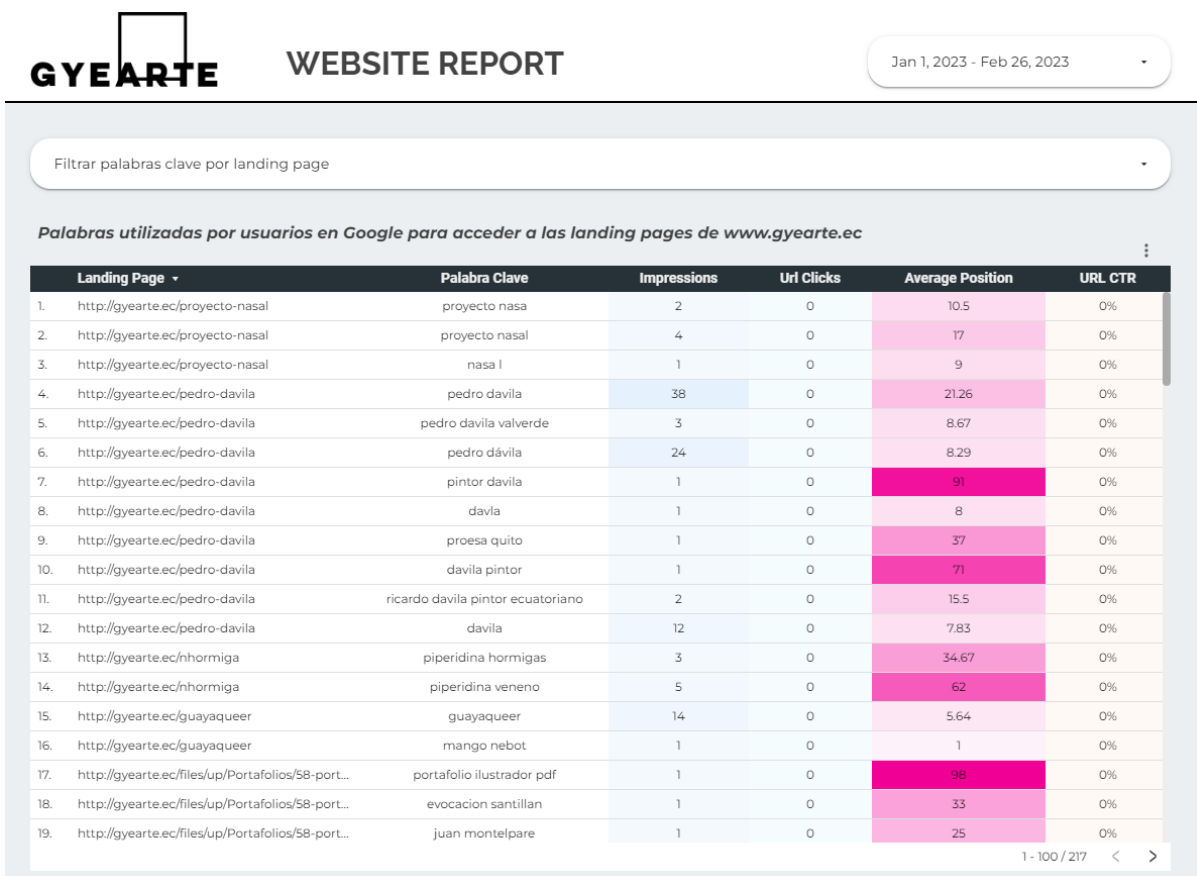 GYEARTE
WEBSITE REPORT
Jan 1, 2023 - Feb 26, 2023
Filtrar palabras clave por landing page
Palabras utilizadas por usuarios en Google para acceder a las landing pages de www.gyearte.ec
Landing Page Palabra Clave Impressions Url Clicks Average Position URL CTR
1. http://gyearte.ec/proyecto-nasal proyecto nasa 2 0 10.5 0%
2. http://gyearte.ec/proyecto-nasal proyecto nasal 4 0 17 0%
3. http://gyearte.ec/proyecto-nasal nasa l 1 0 9 0%
4. http://gyearte.ec/pedro-davila pedro davila 38 0 21.26 0%
5. http://gyearte.ec/pedro-davila pedro davila valverde 3 0 8.67 0%
6. http://gyearte.ec/pedro-davila pedro dávila 24 0 8.29 0%
7. http://gyearte.ec/pedro-davila pintor davila 1 0 91 0%
8. http://gyearte.ec/pedro-davila davla 1 0 8 0%
9. http://gyearte.ec/pedro-davila proesa quito 1 0 37 0%
10. http://gyearte.ec/pedro-davila davila pintor 1 0 71 0%
11. http://gyearte.ec/pedro-davila ricardo davila pintor ecuatoriano 2 0 15.5 0%
12. http://gyearte.ec/pedro-davila davila 12 0 7.83 0%
13. http://gyearte.ec/nhormiga piperidina hormigas 3 0 34.67 0%
14. http://gyearte.ec/nhormiga piperidina veneno 5 0 62 0%
15. http://gyearte.ec/guayaqueer guayaqueer 14 0 5.64 0%
16. http://gyearte.ec/guayaqueer mango nebot 1 0 1 0%
17. http://gyearte.ec/files/up/Portafolios/58-port... portafolio ilustrador pdf 1 0 98 0%
18. http://gyearte.ec/files/up/Portafolios/58-port... evocacion santillan 1 0 33 0%
19. http://gyearte.ec/files/up/Portafolios/58-port... juan montelpare 1 0 25 0%
1 - 100 / 217